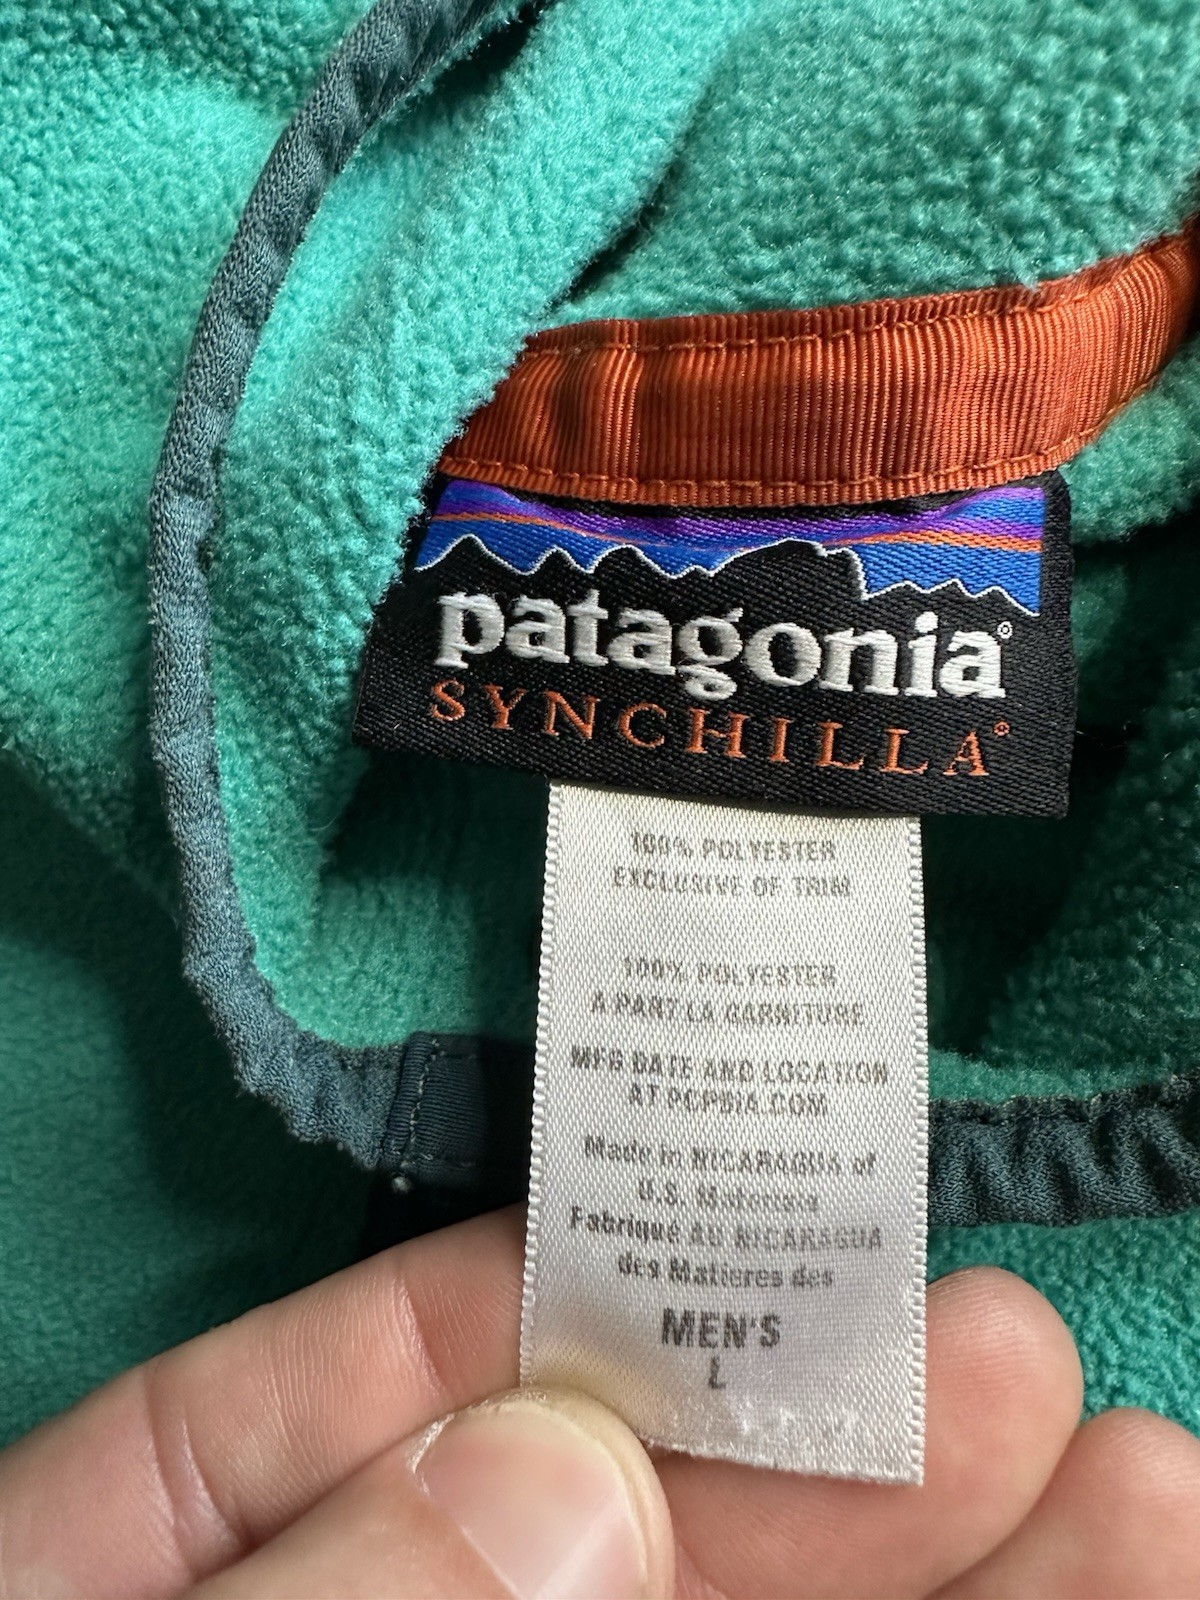 patagonia®
SYNCHILLA®
100% POLYESTER
EXCLUSIVE OF TRIM
100% POLYESTER
A PART LA GARNITURE
MFG DATE AND LOCATION
AT PCPSIA.COM
Made in NICARAGUA of
U.S. Materials
Fabriqué AU NICARAGUA
des Matieres des
MEN'S
L